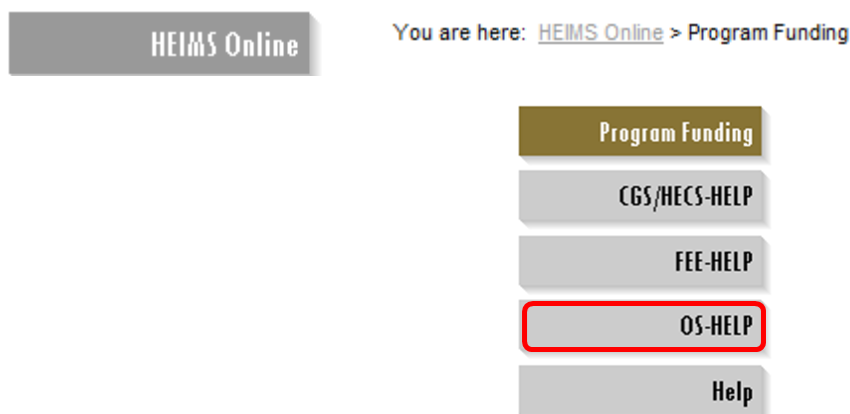 HEIMS Online
You are here: HEIMS Online > Program Funding
Program Funding
CGS/HECS-HELP
FEE-HELP
OS-HELP
Help